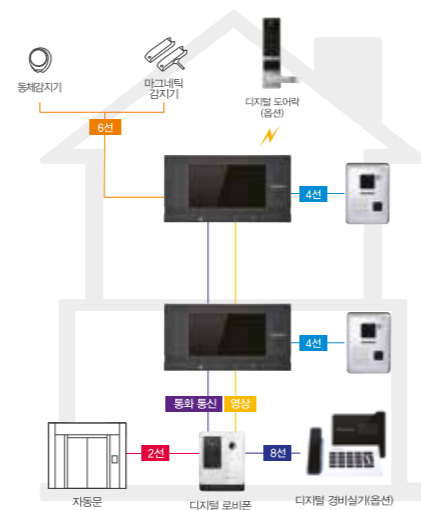 동체감지기
마그네틱
감지기
디지털 도어락
(옵션)
6선
4선
4선
통화 통신
영상
2선
8선
자동문
디지털 로비폰
디지털 경비실기(옵션)